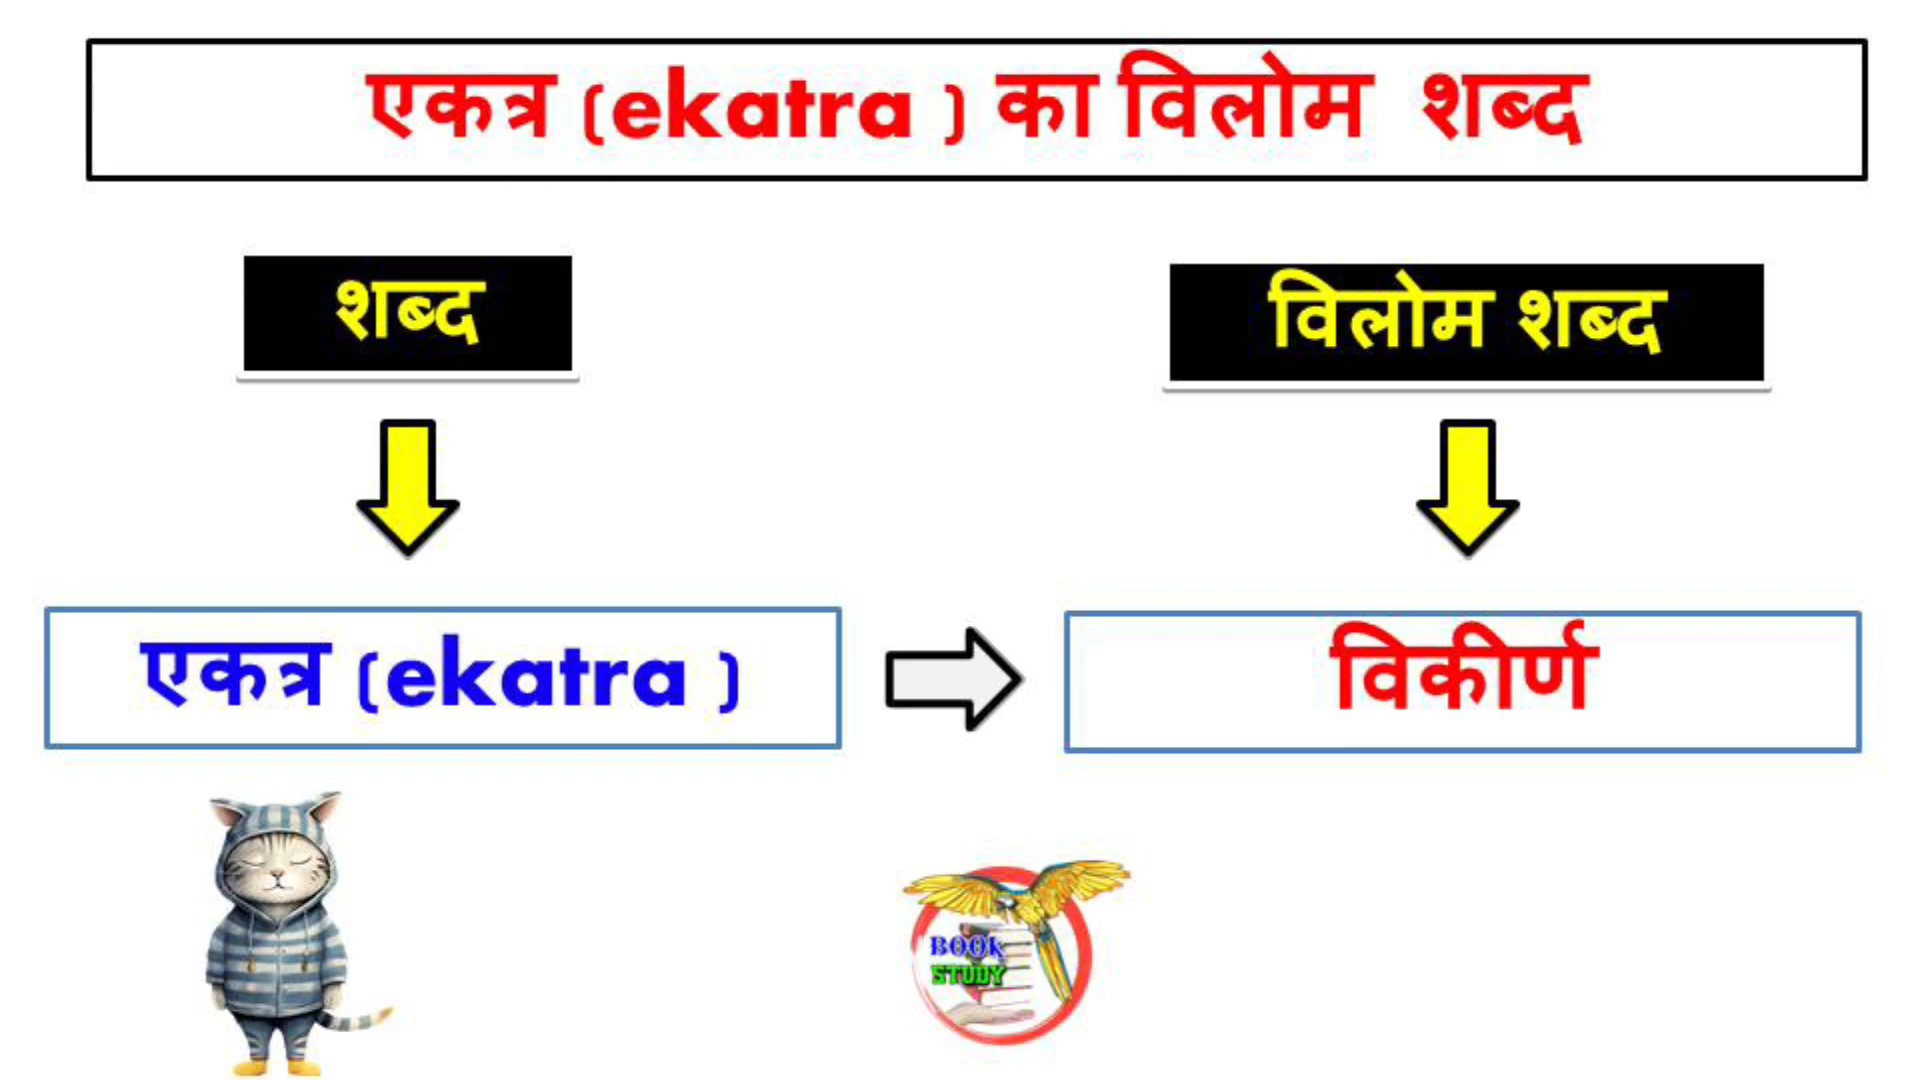 एकत्र (ekatra ) का विलोम शब्द
शब्द
विलोम शब्द
एकत्र (ekatra )
विकीर्ण
BOOK
STUDY